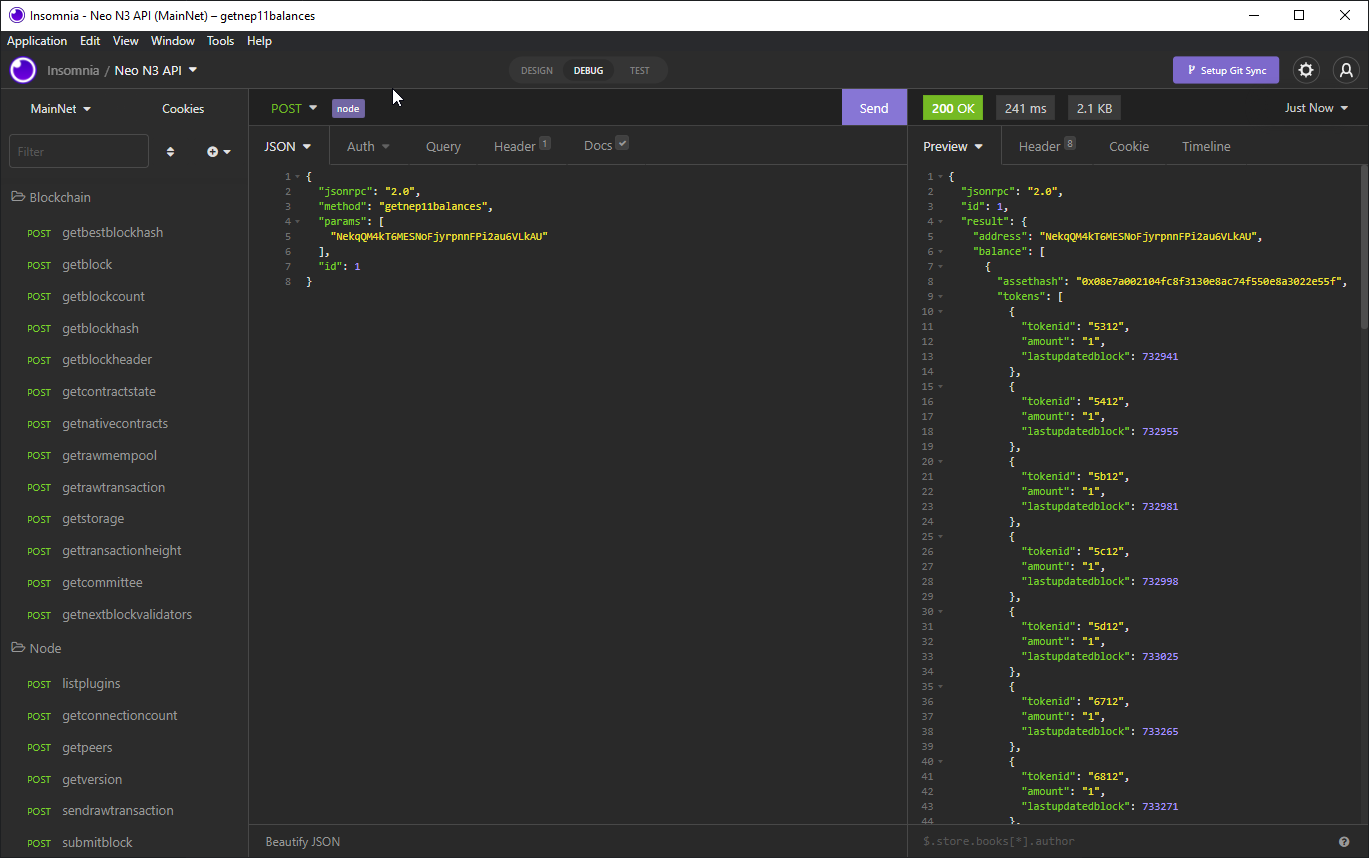 Insomnia - Neo N3 API (MainNet) – getnep11balances
Application Edit View Window Tools Help
Insomnia / Neo N3 API
DESIGN DEBUG TEST
Setup Git Sync
MainNet Cookies
Filter
Blockchain
POST getbestblockhash
POST getblock
POST getblockcount
POST getblockhash
POST getblockheader
POST getcontractstate
POST getnativecontracts
POST getrawmempool
POST getrawtransaction
POST getstorage
POST gettransactionheight
POST getcommittee
POST getnextblockvalidators
Node
POST listplugins
POST getconnectioncount
POST getpeers
POST getversion
POST sendrawtransaction
POST submitblock
POST node Send
JSON Auth Query Header 1 Docs
1 {
2 "jsonrpc": "2.0",
3 "method": "getnep11balances",
4 "params": [
5 "NekqQM4kT6MESNoFjyrpnnFPi2au6VLkAU"
6 ],
7 "id": 1
8 }
Beautify JSON
200 OK 241 ms 2.1 KB Just Now
Preview Header 8 Cookie Timeline
1 {
2 "jsonrpc": "2.0",
3 "id": 1,
4 "result": {
5 "address": "NekqQM4kT6MESNoFjyrpnnFPi2au6VLkAU",
6 "balance": [
7 {
8 "assethash": "0x08e7a002104fc8f3130e8ac74f550e8a3022e55f",
9 "tokens": [
10 {
11 "tokenid": "5312",
12 "amount": "1",
13 "lastupdatedblock": 732941
14 },
15 {
16 "tokenid": "5412",
17 "amount": "1",
18 "lastupdatedblock": 732955
19 },
20 {
21 "tokenid": "5b12",
22 "amount": "1",
23 "lastupdatedblock": 732981
24 },
25 {
26 "tokenid": "5c12",
27 "amount": "1",
28 "lastupdatedblock": 732998
29 },
30 {
31 "tokenid": "5d12",
32 "amount": "1",
33 "lastupdatedblock": 733025
34 },
35 {
36 "tokenid": "6712",
37 "amount": "1",
38 "lastupdatedblock": 733265
39 },
40 {
41 "tokenid": "6812",
42 "amount": "1",
43 "lastupdatedblock": 733271
44 },
$.store.books[*].author